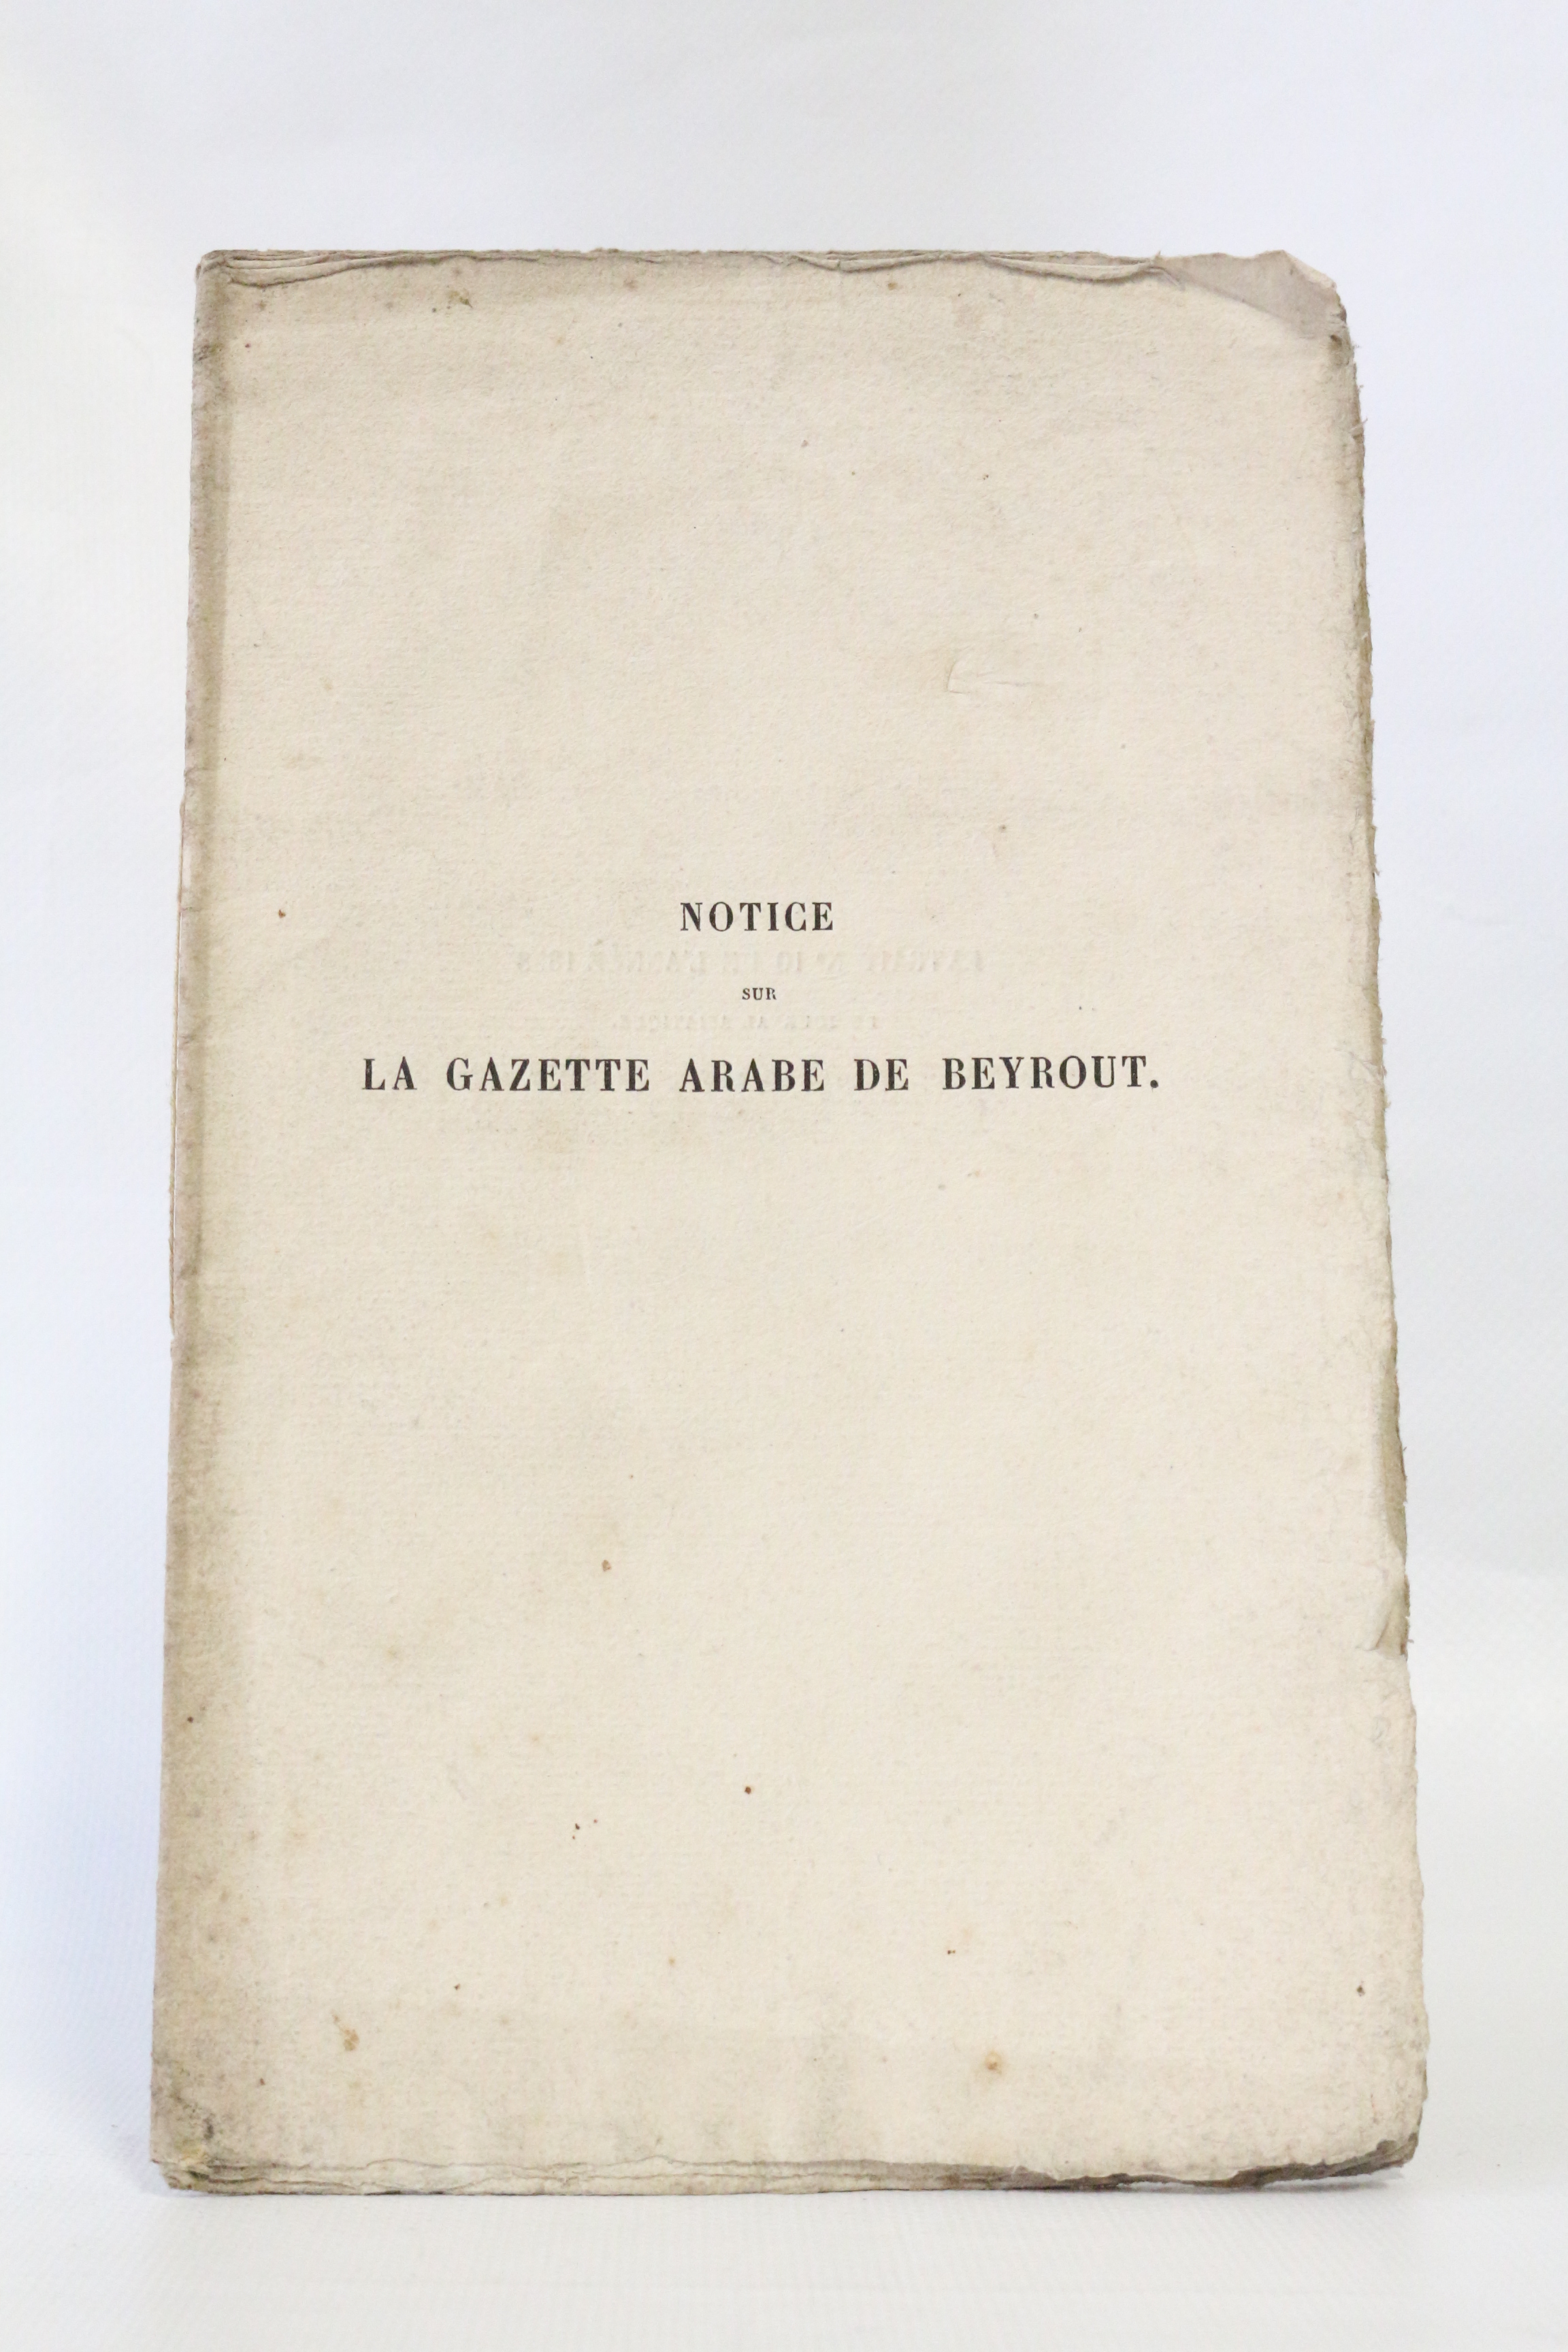 NOTICE
SUR
LA GAZETTE ARABE DE BEYROUT.